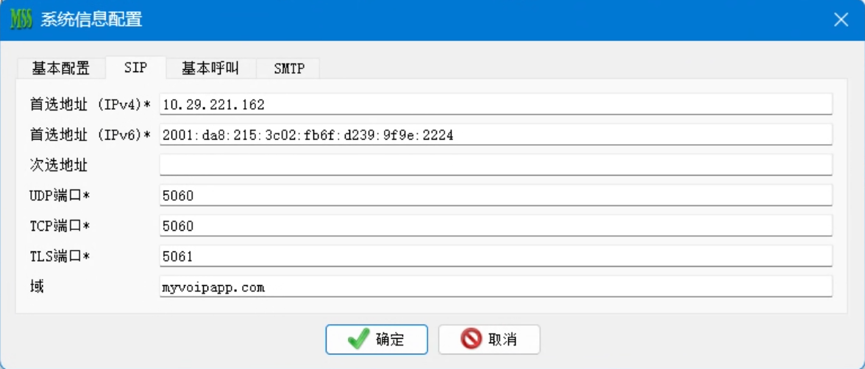 MSS 系统信息配置
基本配置 SIP 基本呼叫 SMTP
首选地址 (IPv4)* 10.29.221.162
首选地址 (IPv6)* 2001:da8:215:3c02:fb6f:d239:9f9e:2224
次选地址
UDP端口* 5060
TCP端口* 5060
TLS端口* 5061
域 myvoipapp.com
确定 取消